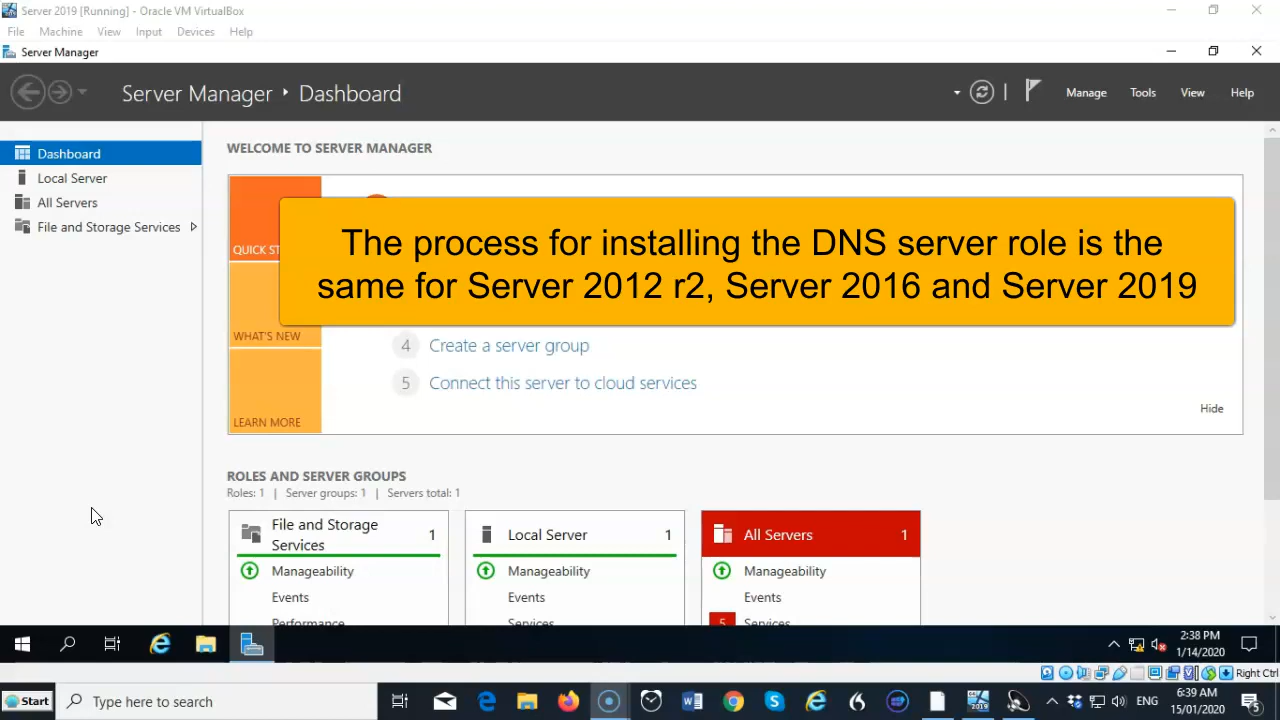 Server 2019 [Running] - Oracle VM VirtualBox
File Machine View Input Devices Help
Server Manager
Server Manager ‣ Dashboard
Manage Tools View Help
Dashboard
Local Server
All Servers
File and Storage Services
WELCOME TO SERVER MANAGER
QUICK ST
The process for installing the DNS server role is the
same for Server 2012 r2, Server 2016 and Server 2019
WHAT'S NEW
4 Create a server group
5 Connect this server to cloud services
Hide
LEARN MORE
ROLES AND SERVER GROUPS
Roles: 1 | Server groups: 1 | Servers total: 1
File and Storage
Services
1
Manageability
Events
Performance
Local Server 1
Manageability
Events
Services
All Servers 1
Manageability
Events
5 Services
2:38 PM
1/14/2020
Right Ctrl
Start
Type here to search
ENG
6:39 AM
15/01/2020
5